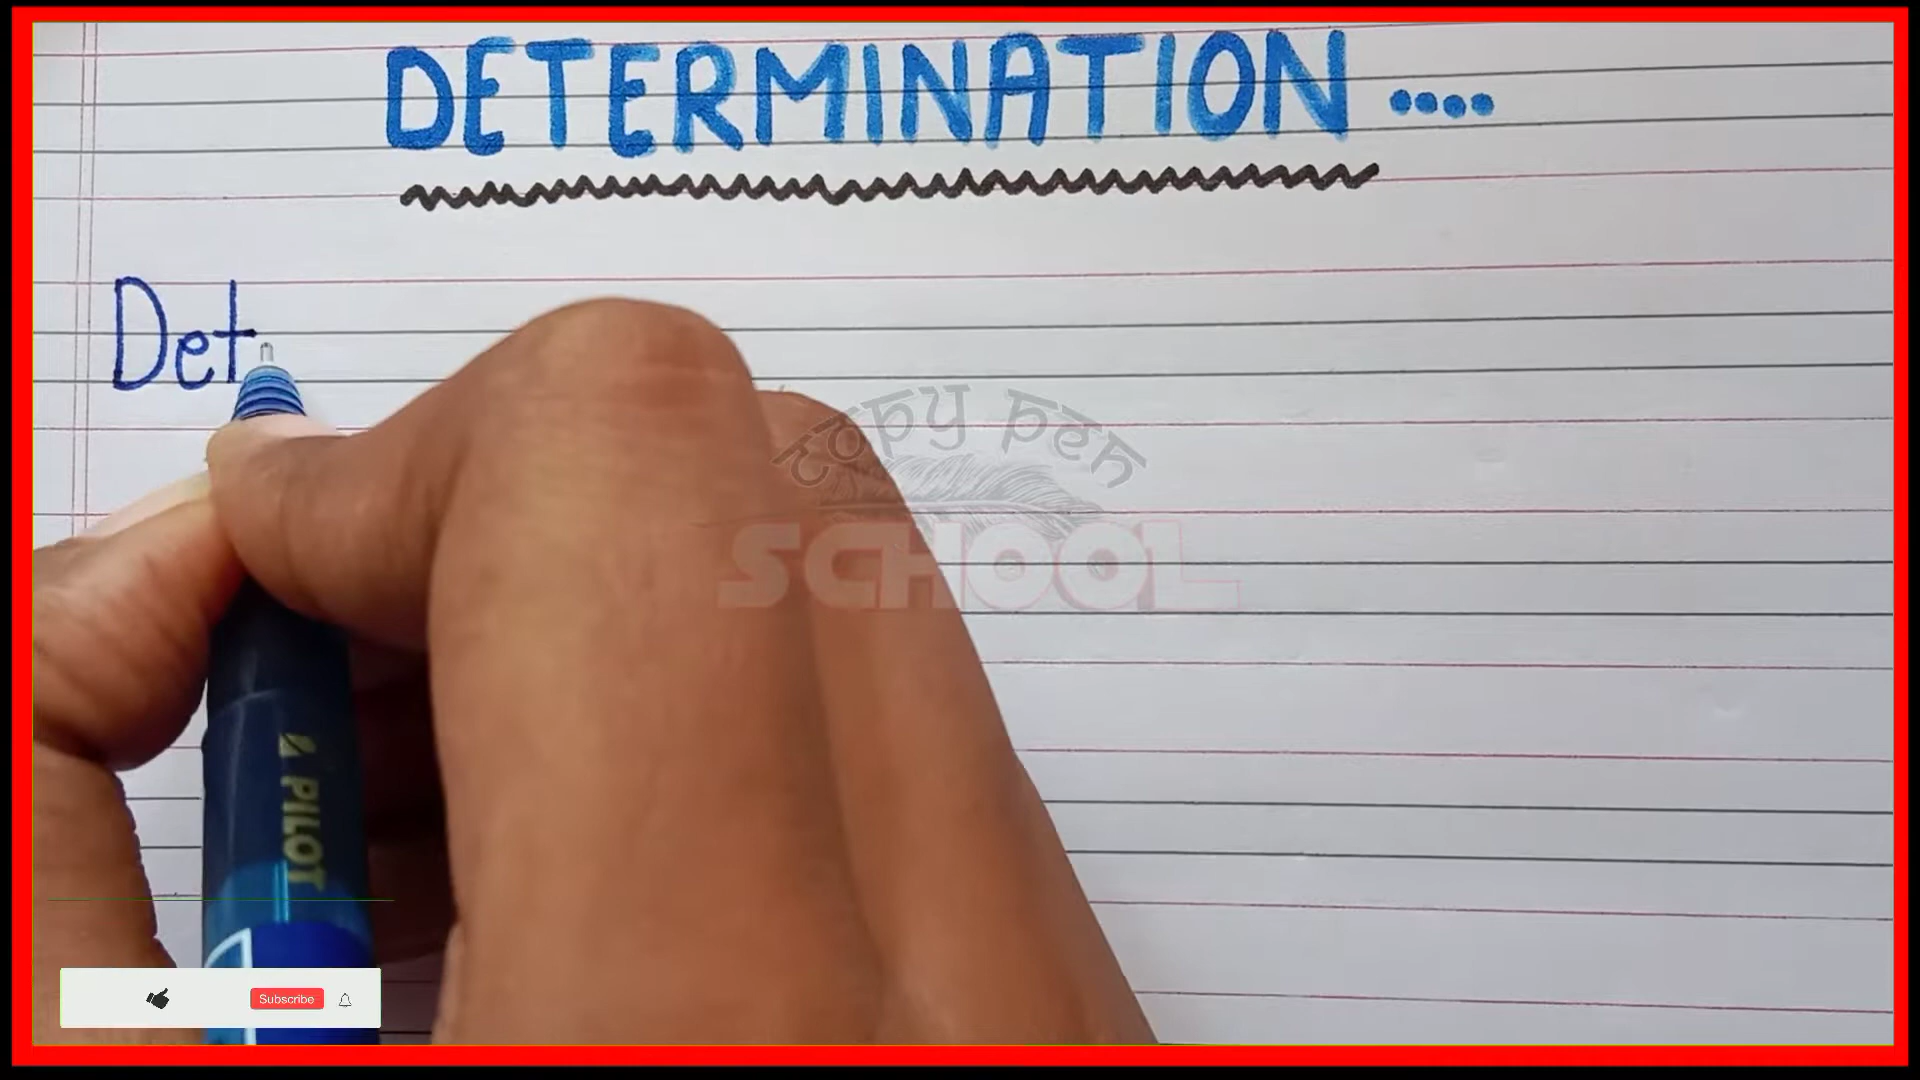 DETERMINATION ....
Det
copy pen
SCHOOL
PILOT
Subscribe